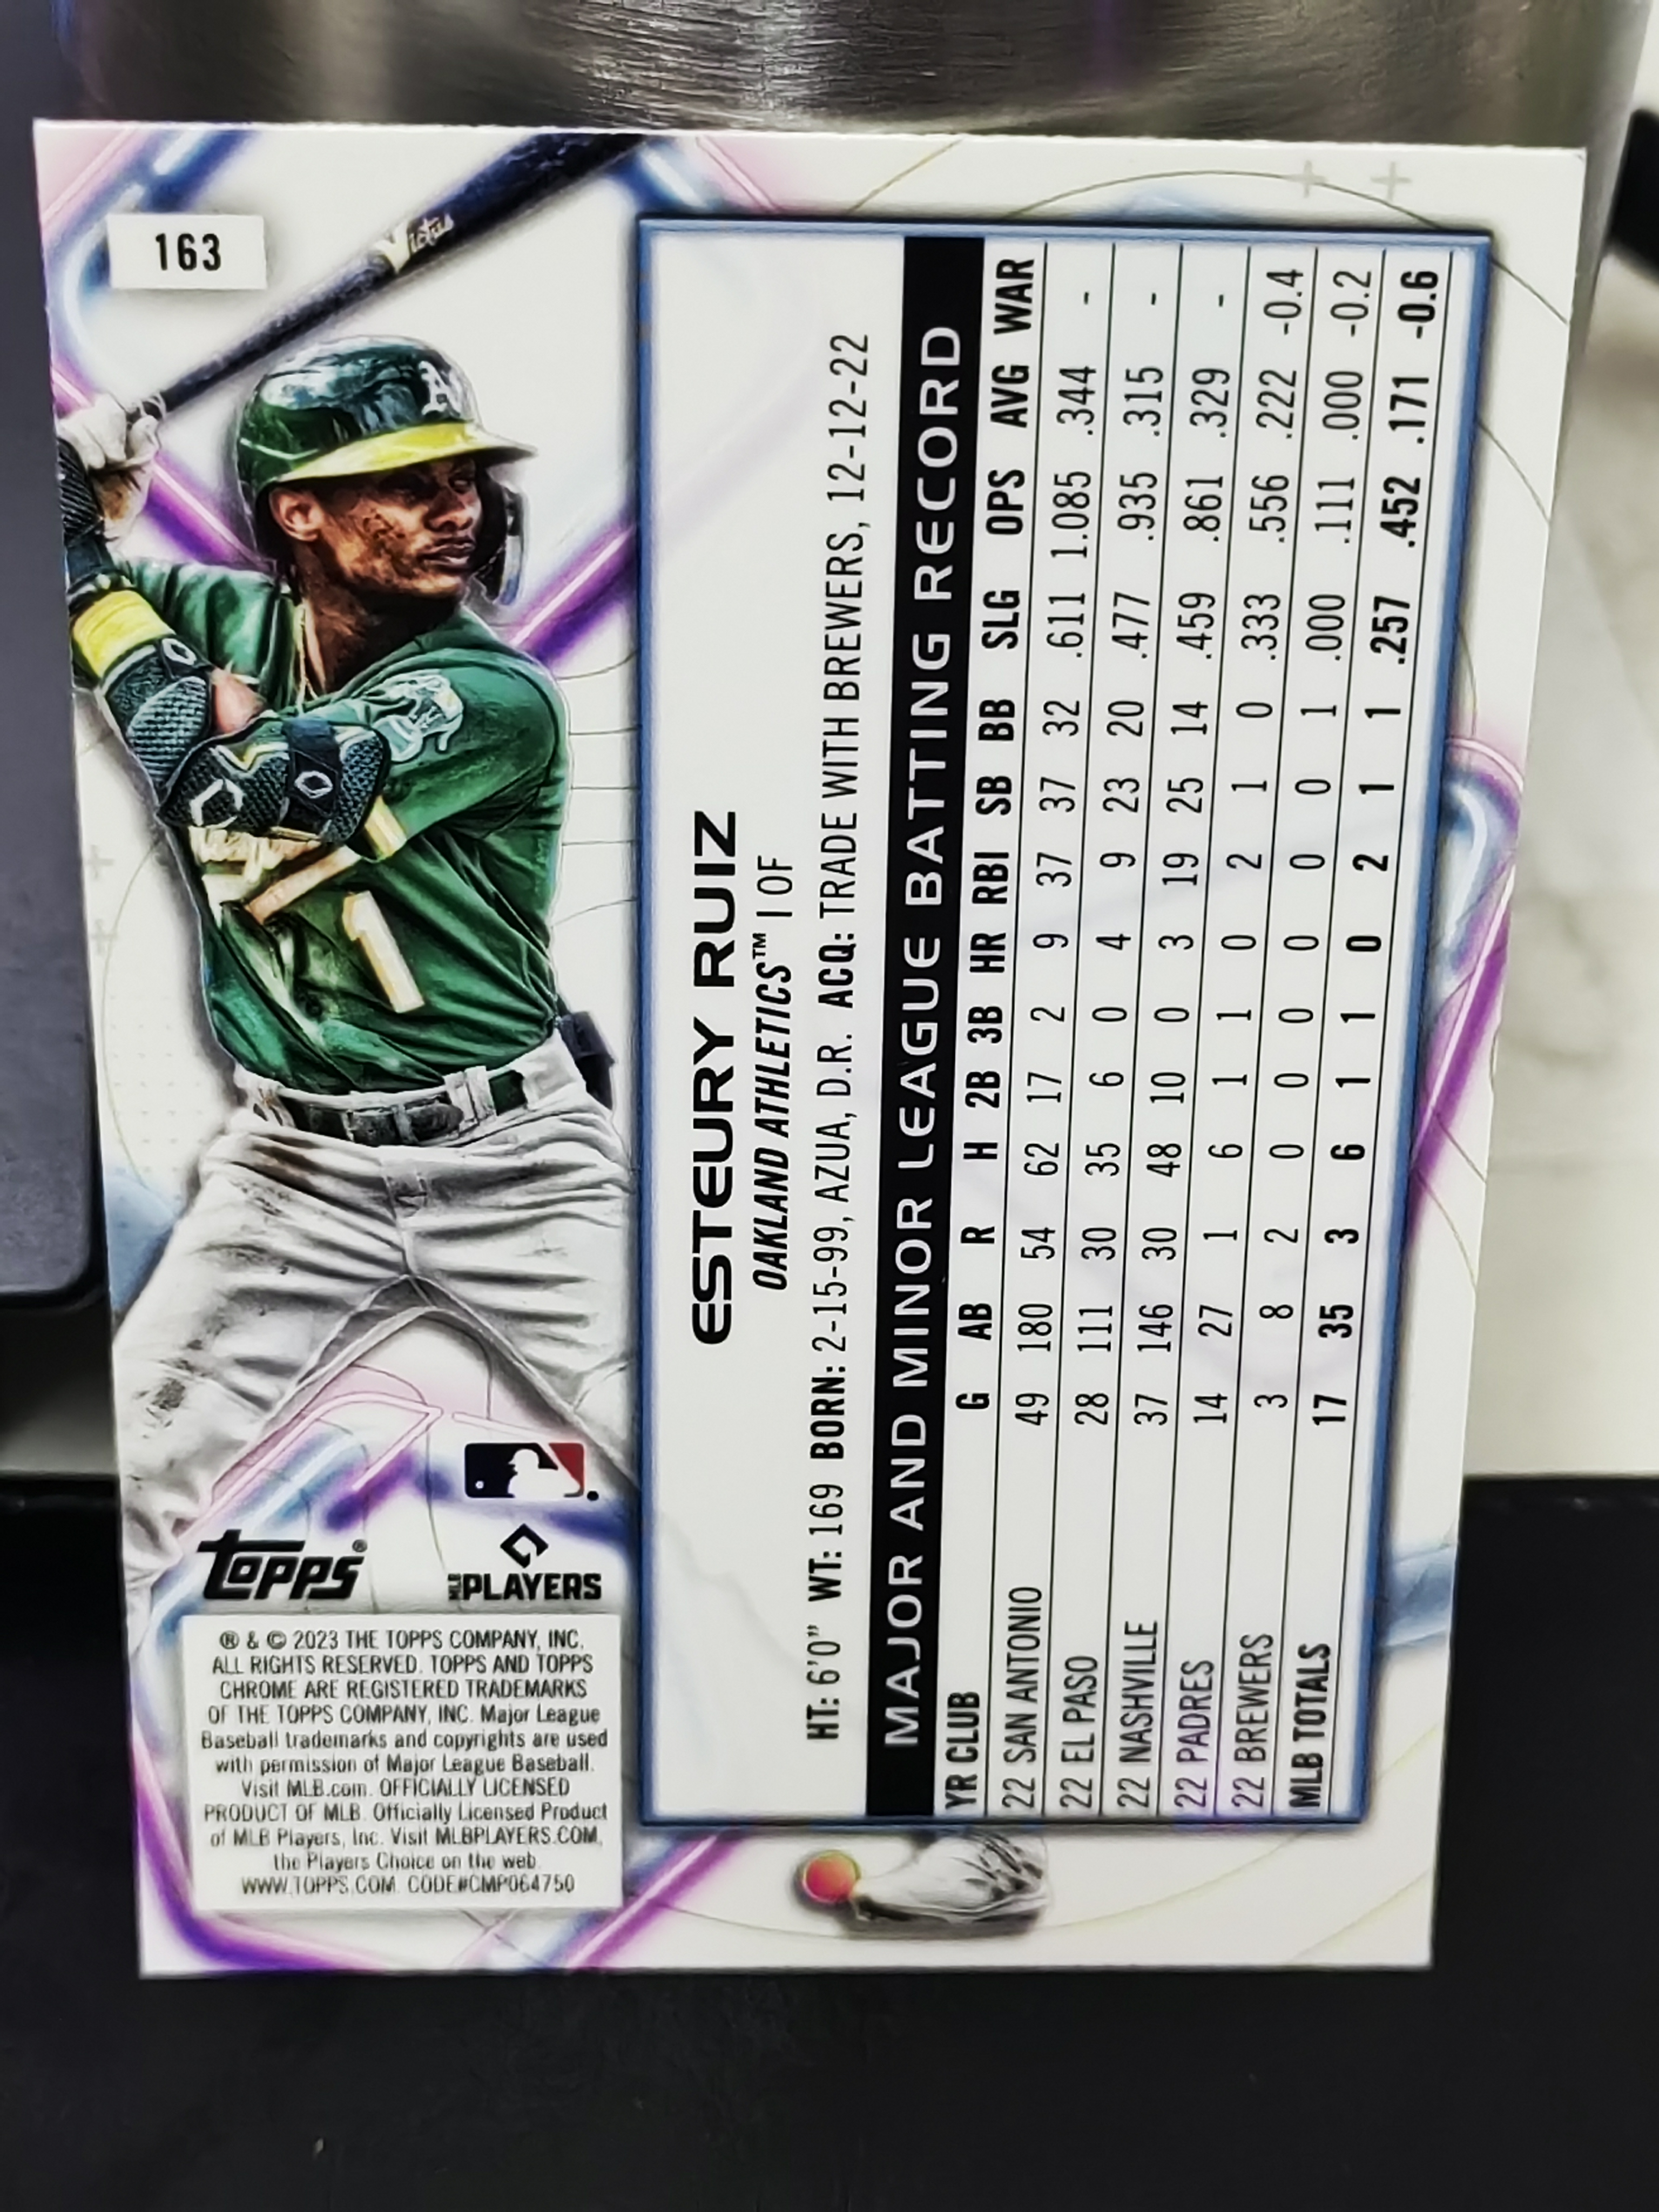 163
Victus
A's
1
ESTEURY RUIZ
OAKLAND ATHLETICS™ | OF
HT: 6'0" WT: 169 BORN: 2-15-99, AZUA, D.R. ACQ: TRADE WITH BREWERS, 12-12-22
MAJOR AND MINOR LEAGUE BATTING RECORD
YR CLUB G AB R H 2B 3B HR RBI SB BB SLG OPS AVG WAR
22 SAN ANTONIO 49 180 54 62 17 2 9 37 37 32 .611 1.085 .344 -
22 EL PASO 28 111 30 35 6 0 4 9 23 20 .477 .935 .315 -
22 NASHVILLE 37 146 30 48 10 0 3 19 25 14 .459 .861 .329 -
22 PADRES 14 27 1 6 1 1 0 2 1 0 .333 .556 .222 -0.4
22 BREWERS 3 8 2 0 0 0 0 0 0 1 .000 .111 .000 -0.2
MLB TOTALS 17 35 3 6 1 1 0 2 1 1 .257 .452 .171 -0.6
TOPPS®
MLB PLAYERS
® & © 2023 THE TOPPS COMPANY, INC.
ALL RIGHTS RESERVED. TOPPS AND TOPPS
CHROME ARE REGISTERED TRADEMARKS
OF THE TOPPS COMPANY, INC. Major League
Baseball trademarks and copyrights are used
with permission of Major League Baseball.
Visit MLB.com. OFFICIALLY LICENSED
PRODUCT OF MLB. Officially Licensed Product
of MLB Players, Inc. Visit MLBPLAYERS.COM,
the Players Choice on the web.
WWW.TOPPS.COM. CODE#CMP064750